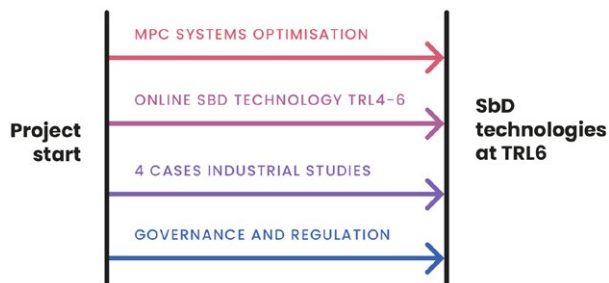 MPC SYSTEMS OPTIMISATION
ONLINE SBD TECHNOLOGY TRL4-6
Project
start
SbD
technologies
at TRL6
4 CASES INDUSTRIAL STUDIES
GOVERNANCE AND REGULATION